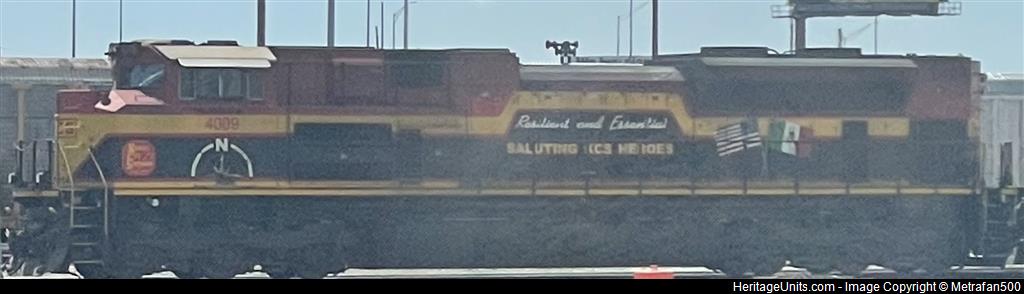 4009
N
Resilient and Essential
SALUTING KCS HEROES
HeritageUnits.com - Image Copyright © Metrafan500